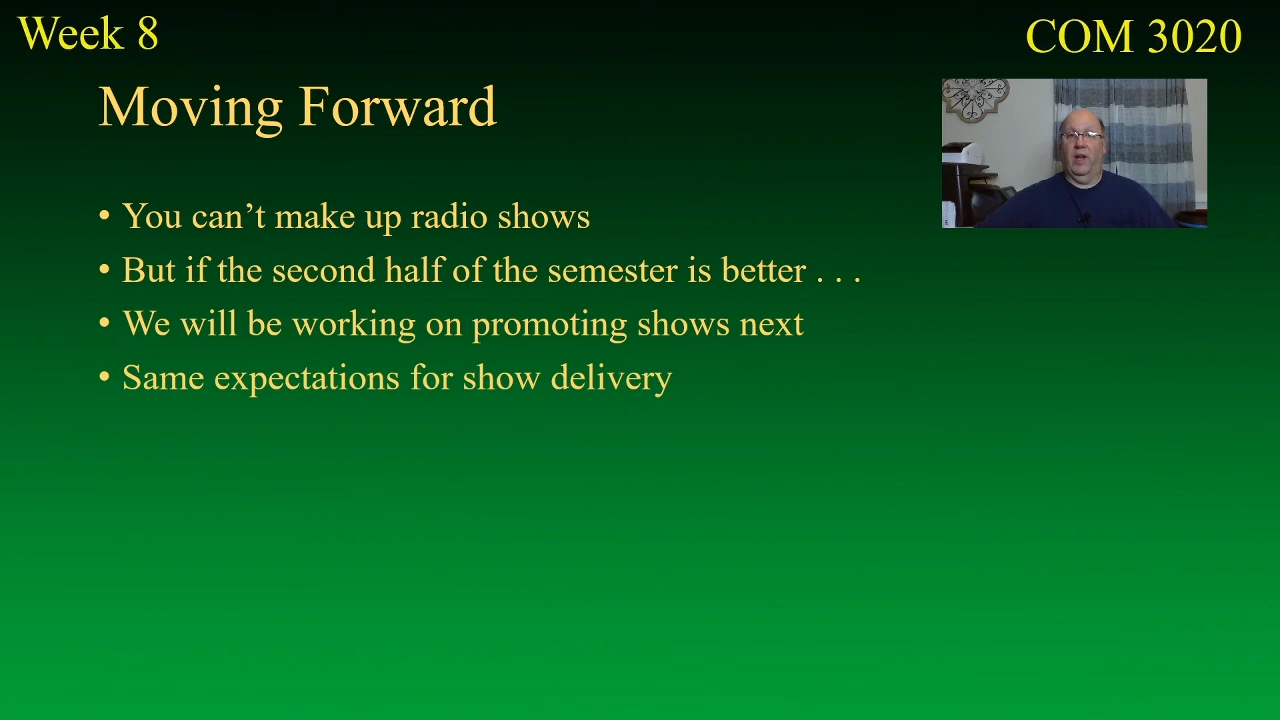 Week 8
COM 3020
Moving Forward
• You can’t make up radio shows
• But if the second half of the semester is better . . .
• We will be working on promoting shows next
• Same expectations for show delivery